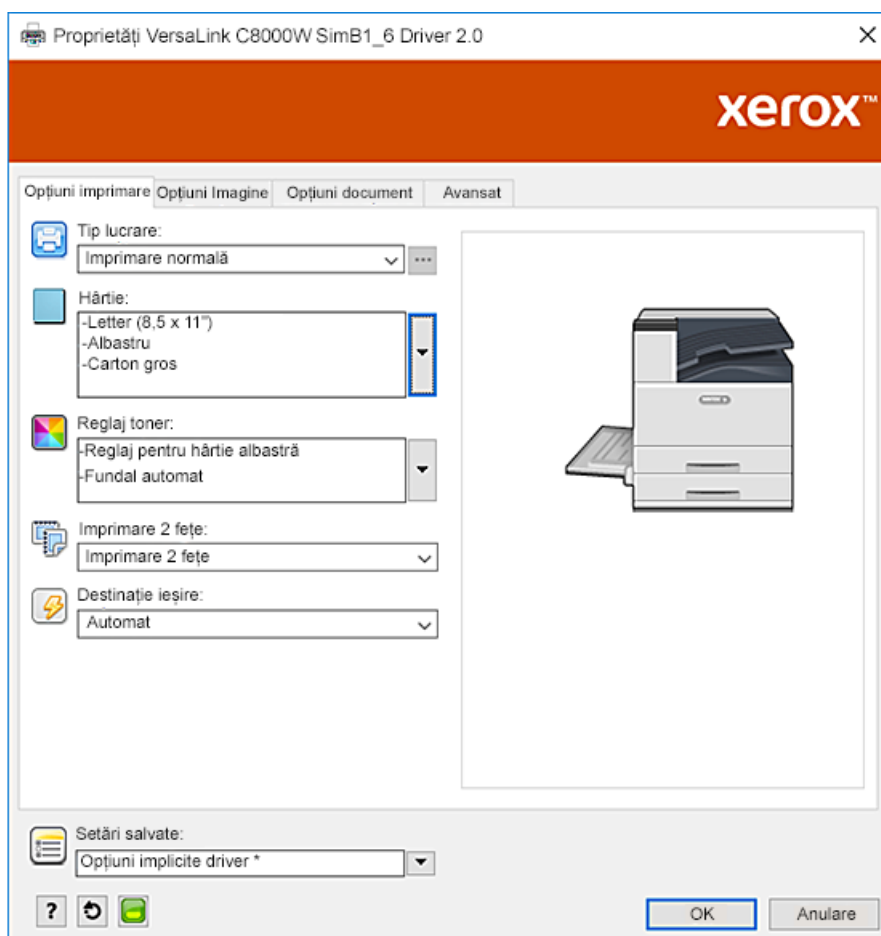 Proprietăți VersaLink C8000W SimB1_6 Driver 2.0
xerox™
Opțiuni imprimare Opțiuni Imagine Opțiuni document Avansat
Tip lucrare:
Imprimare normală
Hârtie:
-Letter (8,5 x 11")
-Albastru
-Carton gros
Reglaj toner:
-Reglaj pentru hârtie albastră
-Fundal automat
Imprimare 2 fețe:
Imprimare 2 fețe
Destinație ieșire:
Automat
Setări salvate:
Opțiuni implicite driver *
?
OK Anulare